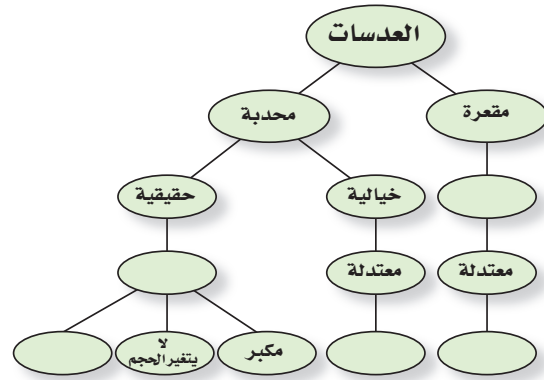 العدسات
مقعرة
محدبة
خيالية
حقيقية
معتدلة
معتدلة
مكبر
لا
يتغير الحجم